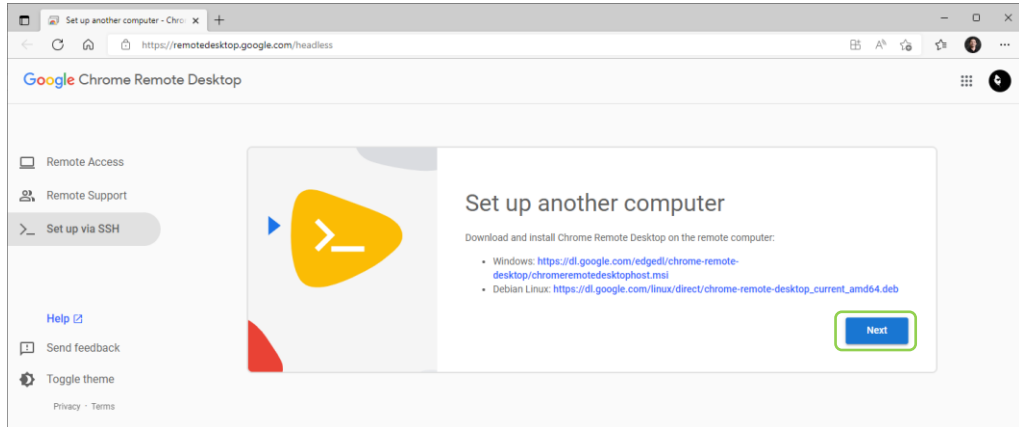 Set up another computer - Chro
https://remotedesktop.google.com/headless
Google Chrome Remote Desktop
Remote Access
Remote Support
Set up via SSH
Help
Send feedback
Toggle theme
Privacy · Terms
Set up another computer
Download and install Chrome Remote Desktop on the remote computer:
• Windows: https://dl.google.com/edgedl/chrome-remote-
desktop/chromeremotedesktophost.msi
• Debian Linux: https://dl.google.com/linux/direct/chrome-remote-desktop_current_amd64.deb
Next